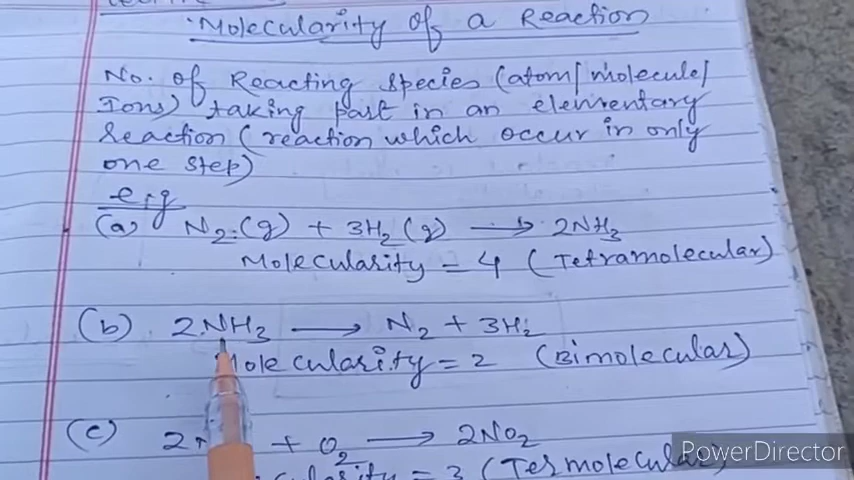 Molecularity of a Reaction
No. of Reacting species (atom/molecule/
Ions) taking part in an elementary
reaction (reaction which occur in only
one step)
e.g
(a) N2(g) + 3H2(g) → 2NH3
Molecularity = 4 (Tetramolecular)
(b) 2NH3 → N2 + 3H2
Molecularity = 2 (Bimolecular)
(c) 2 + O2 → 2NO2
= 3 (Termolecular)
PowerDirector